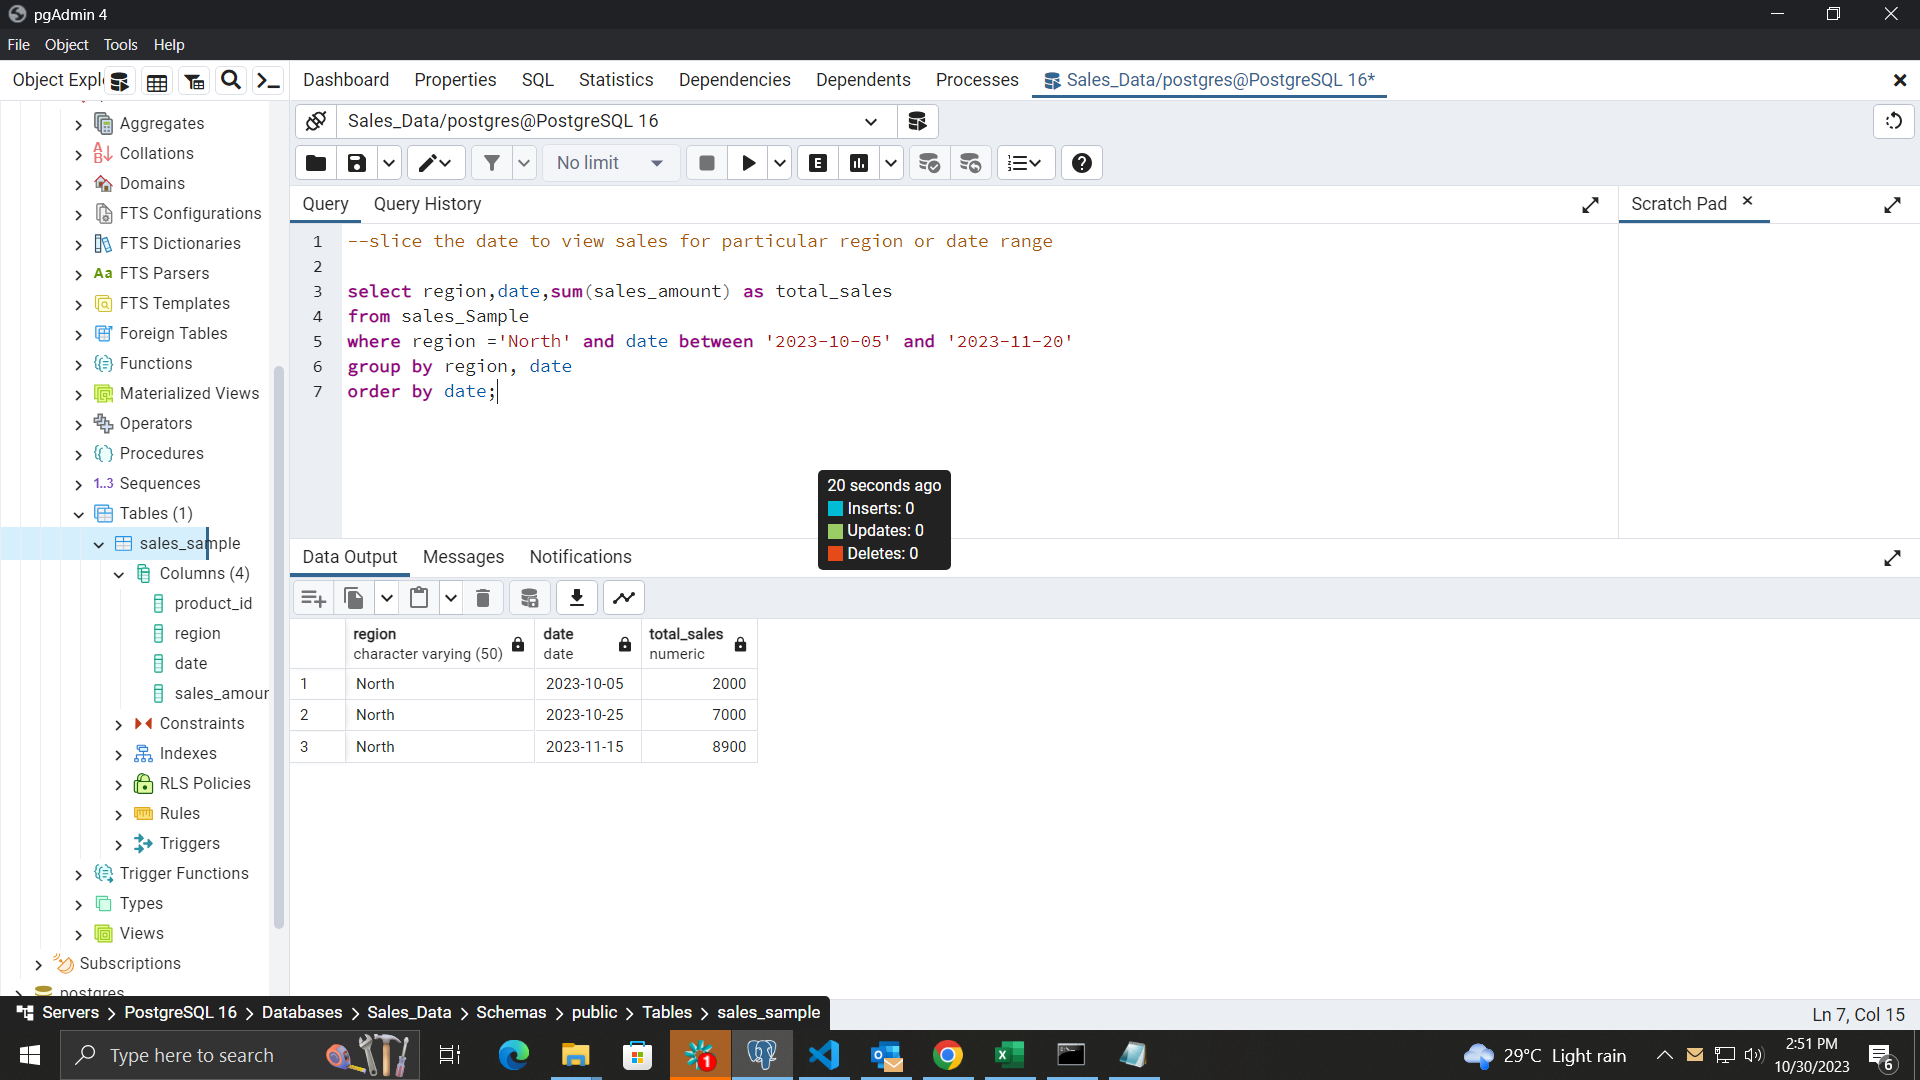 pgAdmin 4
File Object Tools Help
Object Explo
Dashboard Properties SQL Statistics Dependencies Dependents Processes Sales_Data/postgres@PostgreSQL 16*
Sales_Data/postgres@PostgreSQL 16
No limit
E
Query Query History
Scratch Pad
1 --slice the date to view sales for particular region or date range
2
3 select region,date,sum(sales_amount) as total_sales
4 from sales_Sample
5 where region ='North' and date between '2023-10-05' and '2023-11-20'
6 group by region, date
7 order by date;
20 seconds ago
Inserts: 0
Updates: 0
Deletes: 0
Data Output Messages Notifications
region character varying (50)
date date
total_sales numeric
1 North 2023-10-05 2000
2 North 2023-10-25 7000
3 North 2023-11-15 8900
Aggregates
Collations
Domains
FTS Configurations
FTS Dictionaries
Aa FTS Parsers
FTS Templates
Foreign Tables
Functions
Materialized Views
Operators
Procedures
1..3 Sequences
Tables (1)
sales_sample
Columns (4)
product_id
region
date
sales_amour
Constraints
Indexes
RLS Policies
Rules
Triggers
Trigger Functions
Types
Views
Subscriptions
postgres
Servers PostgreSQL 16 Databases Sales_Data Schemas public Tables sales_sample
Ln 7, Col 15
Type here to search
1
29°C Light rain
2:51 PM
10/30/2023
6